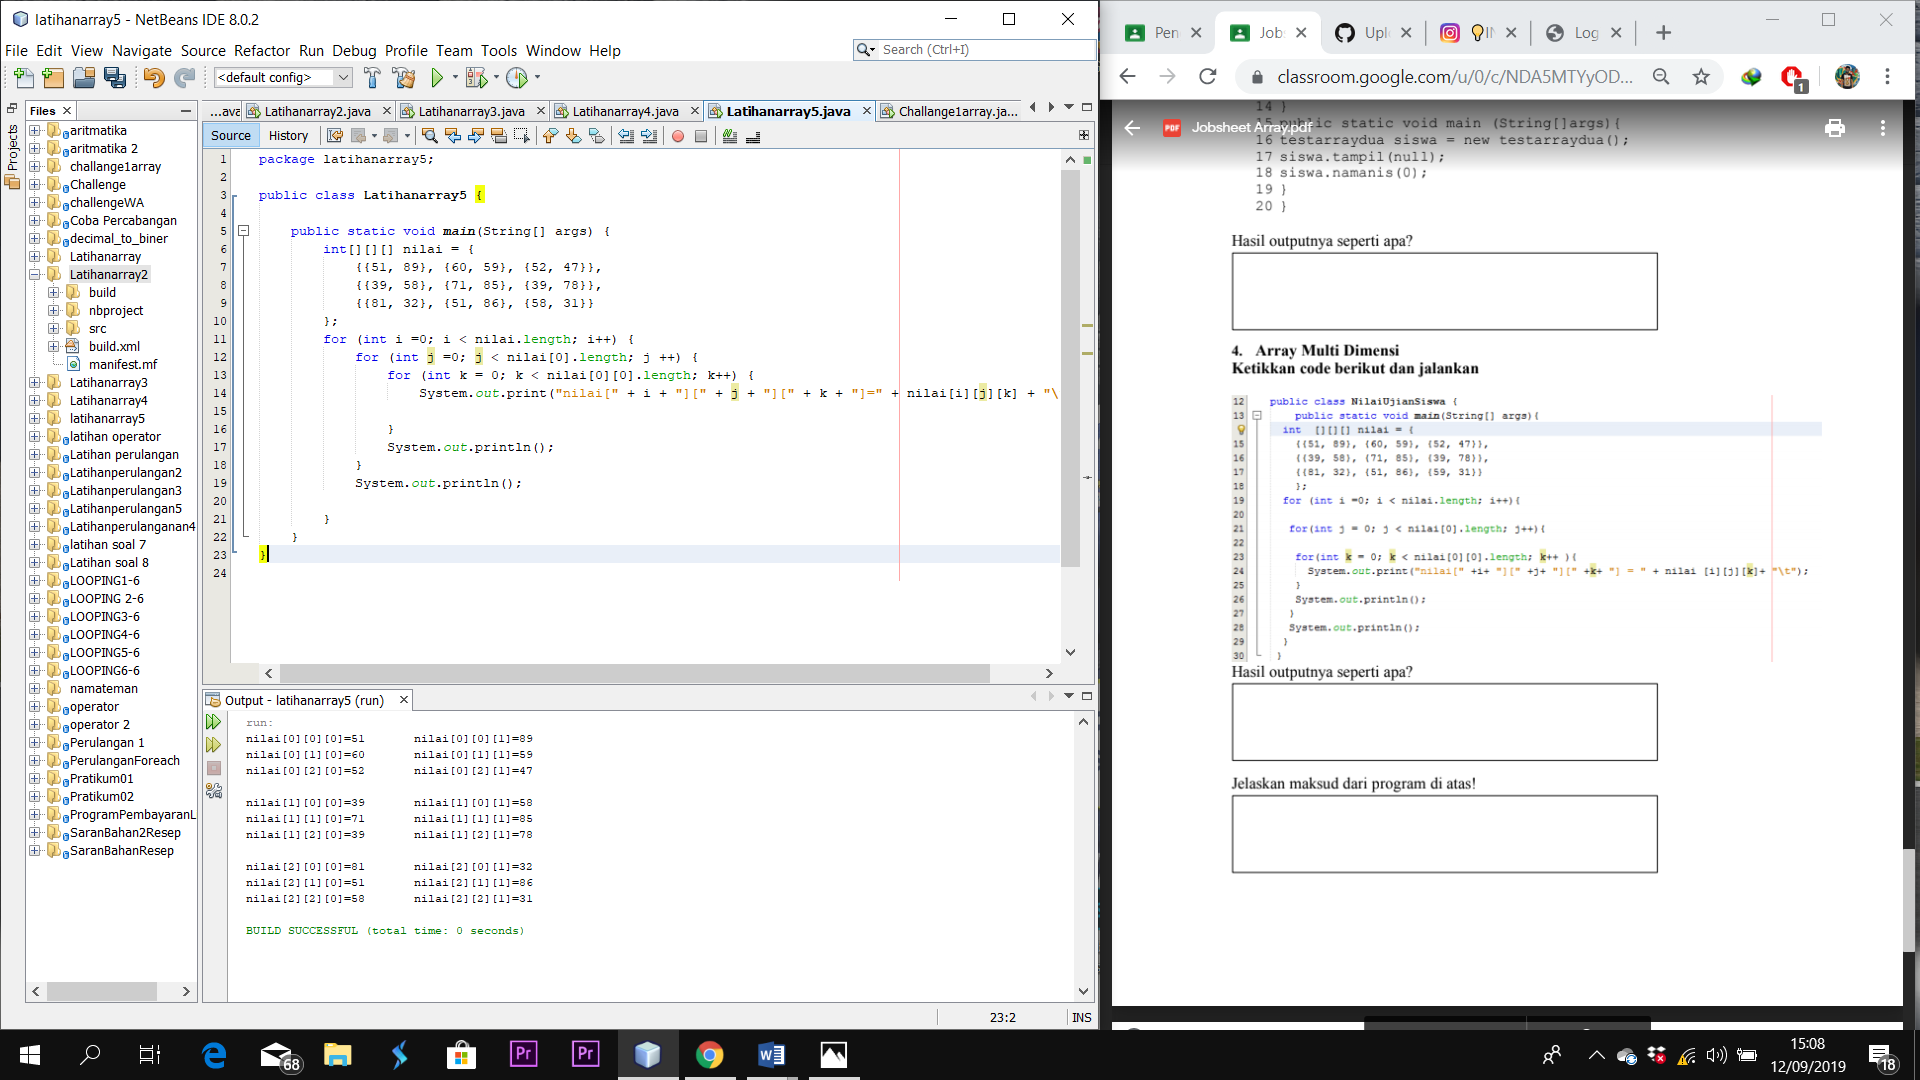 latihanarray5 - NetBeans IDE 8.0.2
File Edit View Navigate Source Refactor Run Debug Profile Team Tools Window Help
Search (Ctrl+I)
<default config>
Projects
Files
aritmatika
aritmatika 2
challange1array
Challenge
challengeWA
Coba Percabangan
decimal_to_biner
Latihanarray
Latihanarray2
build
nbproject
src
build.xml
manifest.mf
Latihanarray3
Latihanarray4
latihanarray5
latihan operator
Latihan perulangan
Latihanperulangan2
Latihanperulangan3
Latihanperulangan5
Latihanperulanganan4
latihan soal 7
Latihan soal 8
LOOPING1-6
LOOPING 2-6
LOOPING3-6
LOOPING4-6
LOOPING5-6
LOOPING6-6
namateman
operator
operator 2
Perulangan 1
PerulanganForeach
Pratikum01
Pratikum02
ProgramPembayaranL
SaranBahan2Resep
SaranBahanResep
...ava Latihanarray2.java Latihanarray3.java Latihanarray4.java Latihanarray5.java Challange1array.ja...
Source History
1 package latihanarray5;
2
3 public class Latihanarray5 {
4
5 public static void main(String[] args) {
6 int[][][] nilai = {
7 {{51, 89}, {60, 59}, {52, 47}},
8 {{39, 58}, {71, 85}, {39, 78}},
9 {{81, 32}, {51, 86}, {58, 31}}
10 };
11 for (int i =0; i < nilai.length; i++) {
12 for (int j =0; j < nilai[0].length; j ++) {
13 for (int k = 0; k < nilai[0][0].length; k++) {
14 System.out.print("nilai[" + i + "][" + j + "][" + k + "]=" + nilai[i][j][k] + "\
15
16 }
17 System.out.println();
18 }
19 System.out.println();
20
21 }
22 }
23 }
24
Output - latihanarray5 (run)
run:
nilai[0][0][0]=51 nilai[0][0][1]=89
nilai[0][1][0]=60 nilai[0][1][1]=59
nilai[0][2][0]=52 nilai[0][2][1]=47
nilai[1][0][0]=39 nilai[1][0][1]=58
nilai[1][1][0]=71 nilai[1][1][1]=85
nilai[1][2][0]=39 nilai[1][2][1]=78
nilai[2][0][0]=81 nilai[2][0][1]=32
nilai[2][1][0]=51 nilai[2][1][1]=86
nilai[2][2][0]=58 nilai[2][2][1]=31
BUILD SUCCESSFUL (total time: 0 seconds)
23:2 INS
Pen Job Uplo IN Log
classroom.google.com/u/0/c/NDA5MTYyOD...
1
PDF Jobsheet Array.pdf
14 }
15 public static void main (String[]args){
16 testarraydua siswa = new testarraydua();
17 siswa.tampil(null);
18 siswa.namanis(0);
19 }
20 }
Hasil outputnya seperti apa?
4. Array Multi Dimensi
Ketikkan code berikut dan jalankan
12 public class NilaiUjianSiswa {
13 public static void main(String[] args){
int [][][] nilai = {
15 {{51, 89}, {60, 59}, {52, 47}},
16 {{39, 58}, {71, 85}, {39, 78}},
17 {{81, 32}, {51, 86}, {59, 31}}
18 };
19 for (int i =0; i < nilai.length; i++){
20
21 for(int j = 0; j < nilai[0].length; j++){
22
23 for(int k = 0; k < nilai[0][0].length; k++ ){
24 System.out.print("nilai[" +i+ "][" +j+ "][" +k+ "] = " + nilai [i][j][k]+ "\t");
25 }
26 System.out.println();
27 }
28 System.out.println();
29 }
30 }
Hasil outputnya seperti apa?
Jelaskan maksud dari program di atas!
68
Pr Pr
15:08
12/09/2019
18